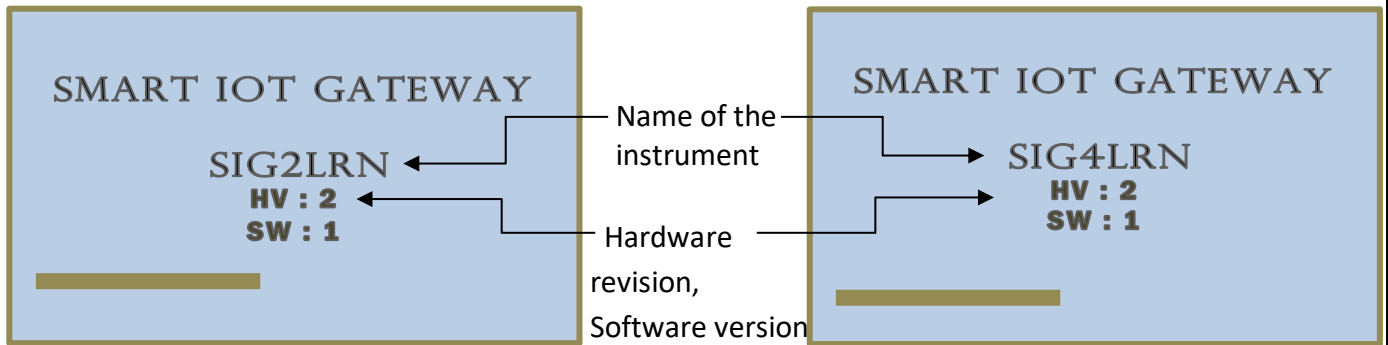 SMART IOT GATEWAY
SIG2LRN
HV : 2
SW : 1
Name of the
instrument
Hardware
revision,
Software version
SMART IOT GATEWAY
SIG4LRN
HV : 2
SW : 1